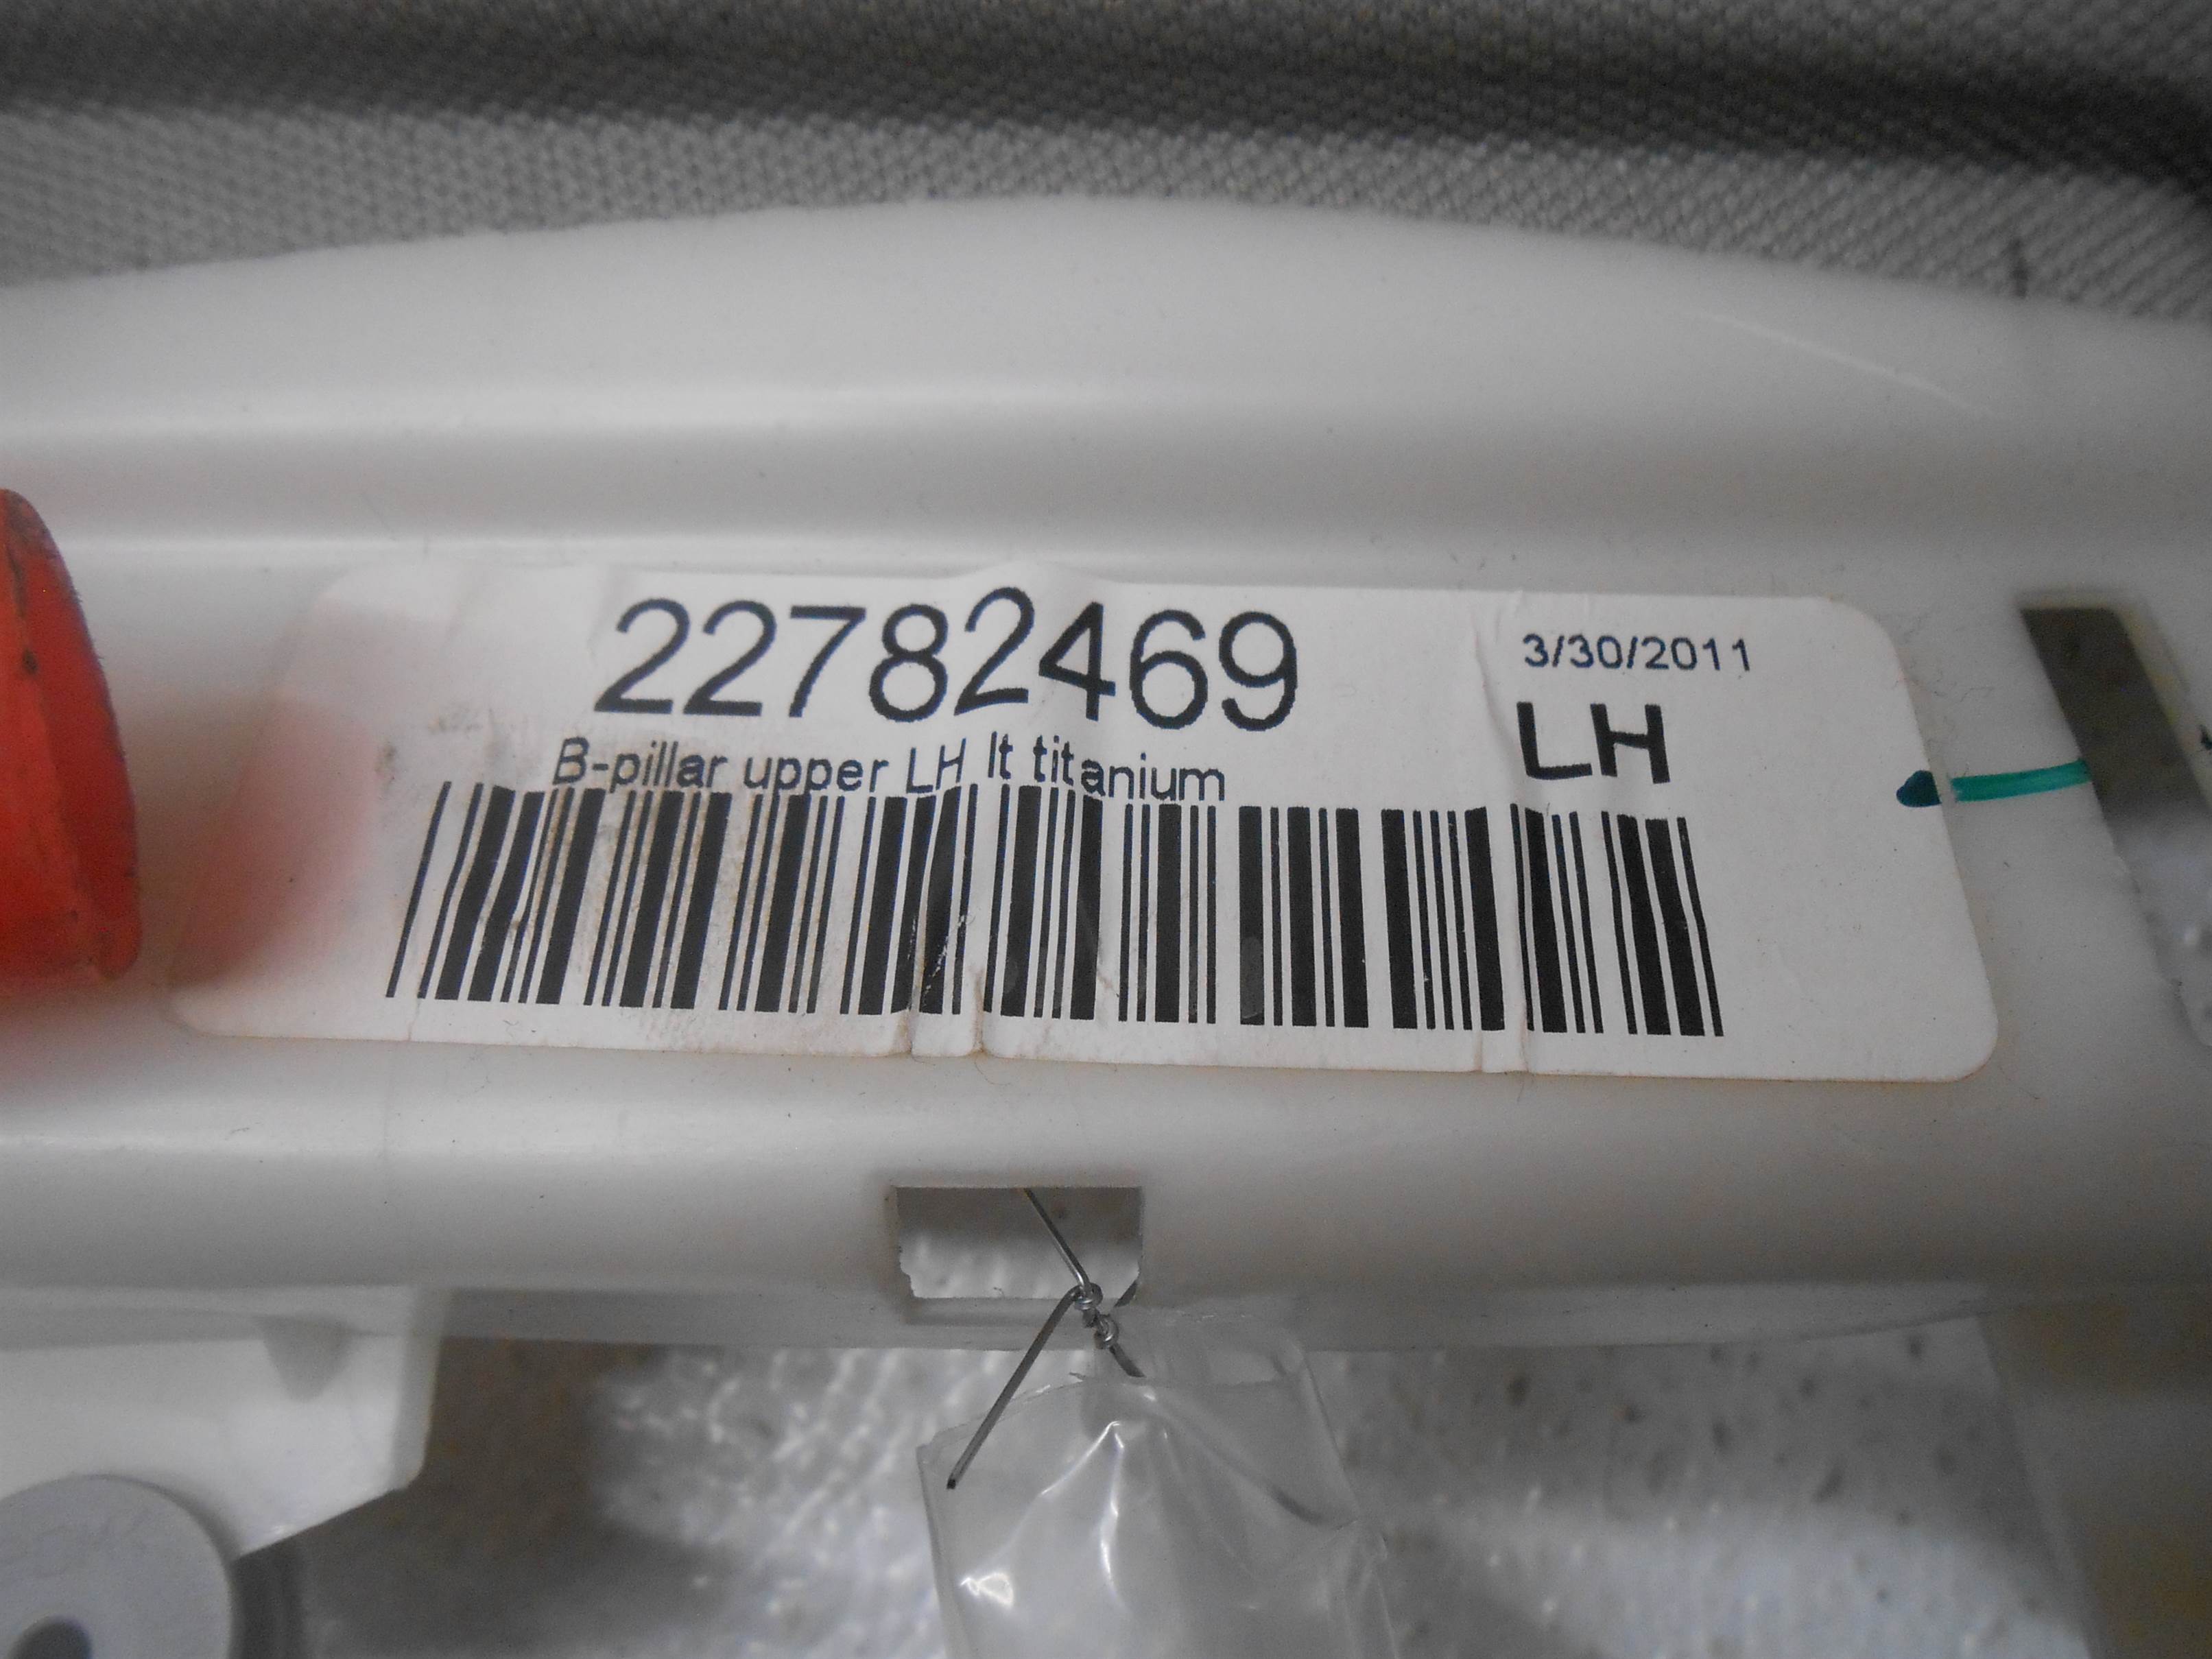 22782469
3/30/2011
LH
B-pillar upper LH lt titanium